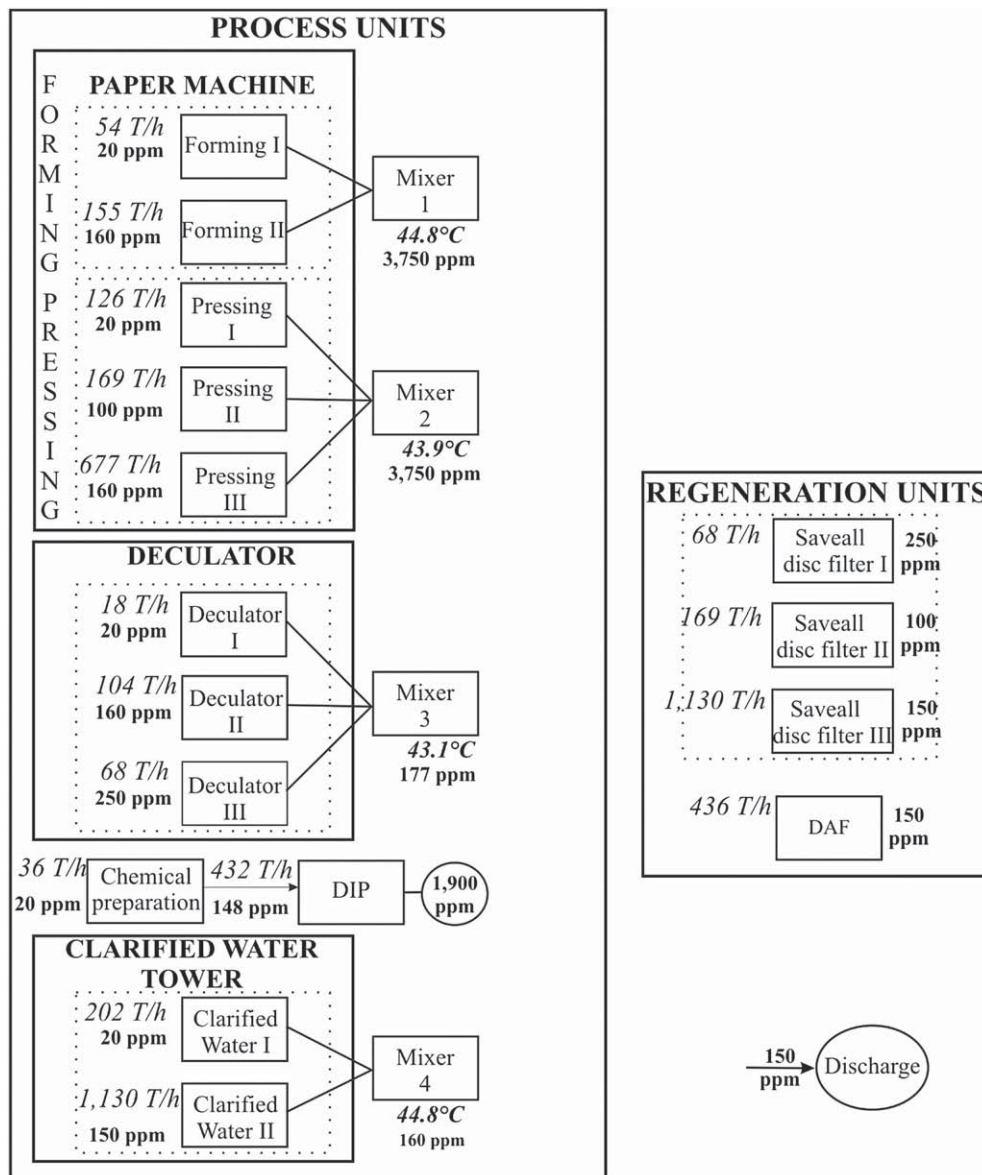 PROCESS UNITS
FORMING
PAPER MACHINE
54 T/h
20 ppm
Forming I
155 T/h
160 ppm
Forming II
Mixer
1
44.8°C
3,750 ppm
PRESSING
126 T/h
20 ppm
Pressing
I
169 T/h
100 ppm
Pressing
II
677 T/h
160 ppm
Pressing
III
Mixer
2
43.9°C
3,750 ppm
DECULATOR
18 T/h
20 ppm
Deculator
I
104 T/h
160 ppm
Deculator
II
68 T/h
250 ppm
Deculator
III
Mixer
3
43.1°C
177 ppm
36 T/h
20 ppm
Chemical
preparation
432 T/h
148 ppm
DIP
1,900
ppm
CLARIFIED WATER
TOWER
202 T/h
20 ppm
Clarified
Water I
1,130 T/h
150 ppm
Clarified
Water II
Mixer
4
44.8°C
160 ppm
REGENERATION UNITS
68 T/h
Saveall
disc filter I
250
ppm
169 T/h
Saveall
disc filter II
100
ppm
1,130 T/h
Saveall
disc filter III
150
ppm
436 T/h
DAF
150
ppm
150
ppm
Discharge